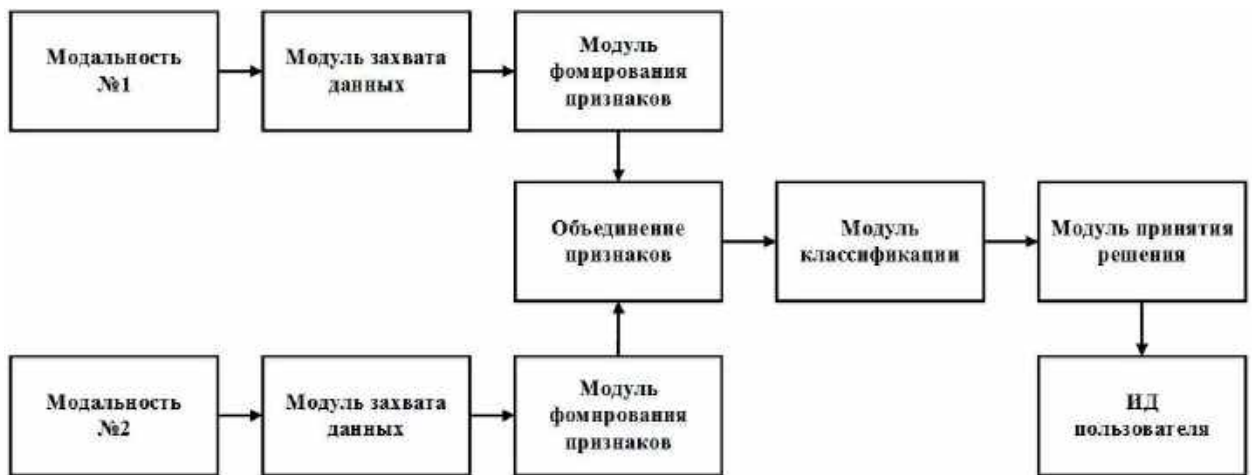 Модальность
№1
Модуль захвата
данных
Модуль
фомирования
признаков
Объединение
признаков
Модуль
классификации
Модуль принятия
решения
Модальность
№2
Модуль захвата
данных
Модуль
фомирования
признаков
ИД
пользователя